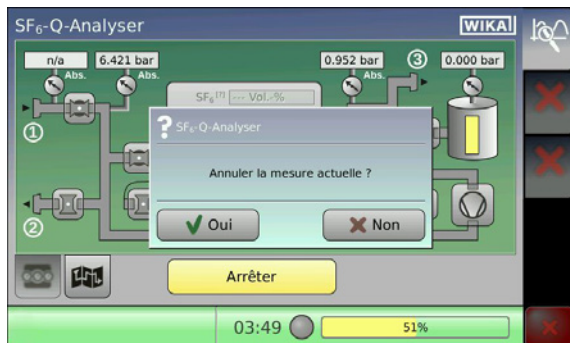 SF₆-Q-Analyser
WIKA
n/a
6.421 bar
0.952 bar
③
0.000 bar
Abs.
Abs.
Abs.
SF₆ [?] --- Vol.-%
①
? SF₆-Q-Analyser
Annuler la mesure actuelle ?
Oui
Non
②
Arrêter
03:49
51%